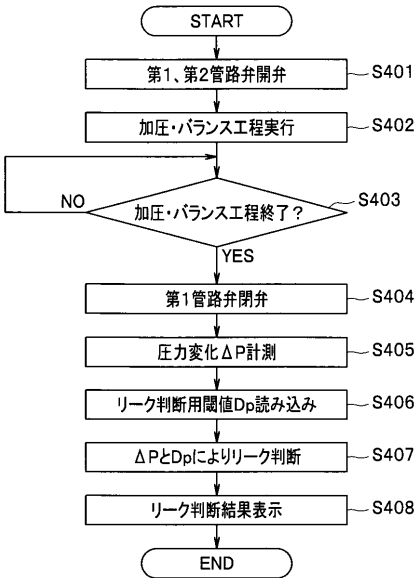 START
第1、第2管路弁開弁 S401
加圧・バランス工程実行 S402
加圧・バランス工程終了？ S403
NO
YES
第1管路弁閉弁 S404
圧力変化ΔP計測 S405
リーク判断用閾値Dp読み込み S406
ΔPとDpによりリーク判断 S407
リーク判断結果表示 S408
END